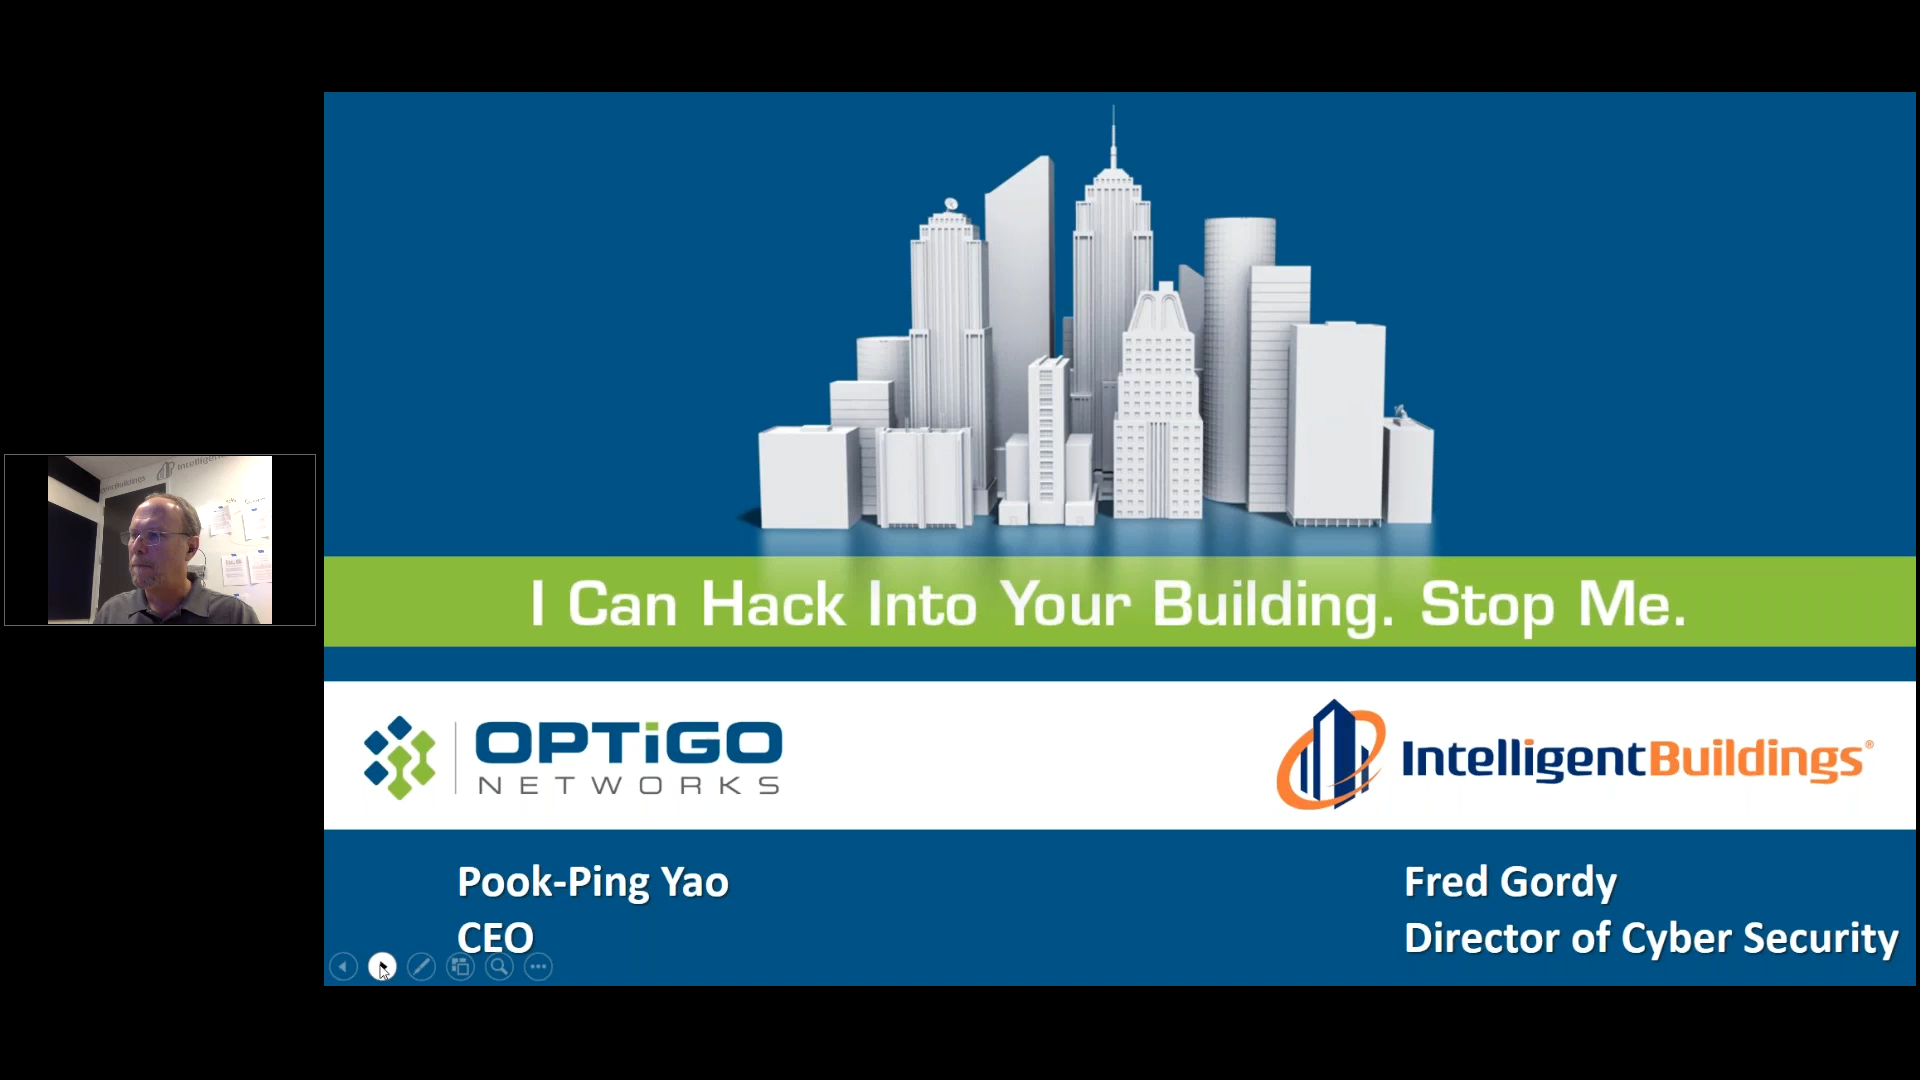 I Can Hack Into Your Building. Stop Me.
OPTiGO
NETWORKS
IntelligentBuildings®
Pook-Ping Yao
CEO
Fred Gordy
Director of Cyber Security